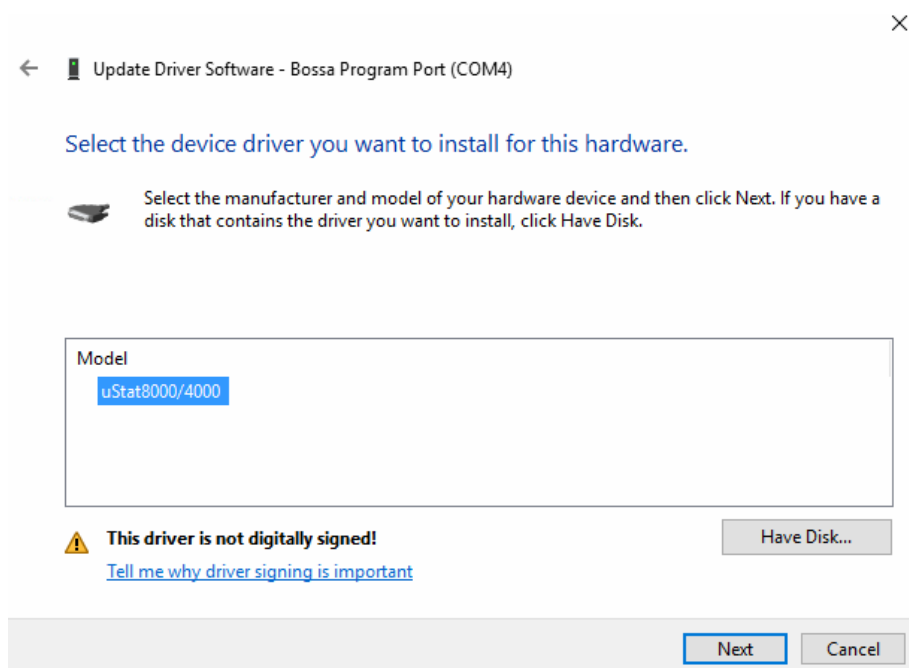 Update Driver Software - Bossa Program Port (COM4)
Select the device driver you want to install for this hardware.
Select the manufacturer and model of your hardware device and then click Next. If you have a
disk that contains the driver you want to install, click Have Disk.
Model
uStat8000/4000
This driver is not digitally signed!
Have Disk...
Tell me why driver signing is important
Next
Cancel